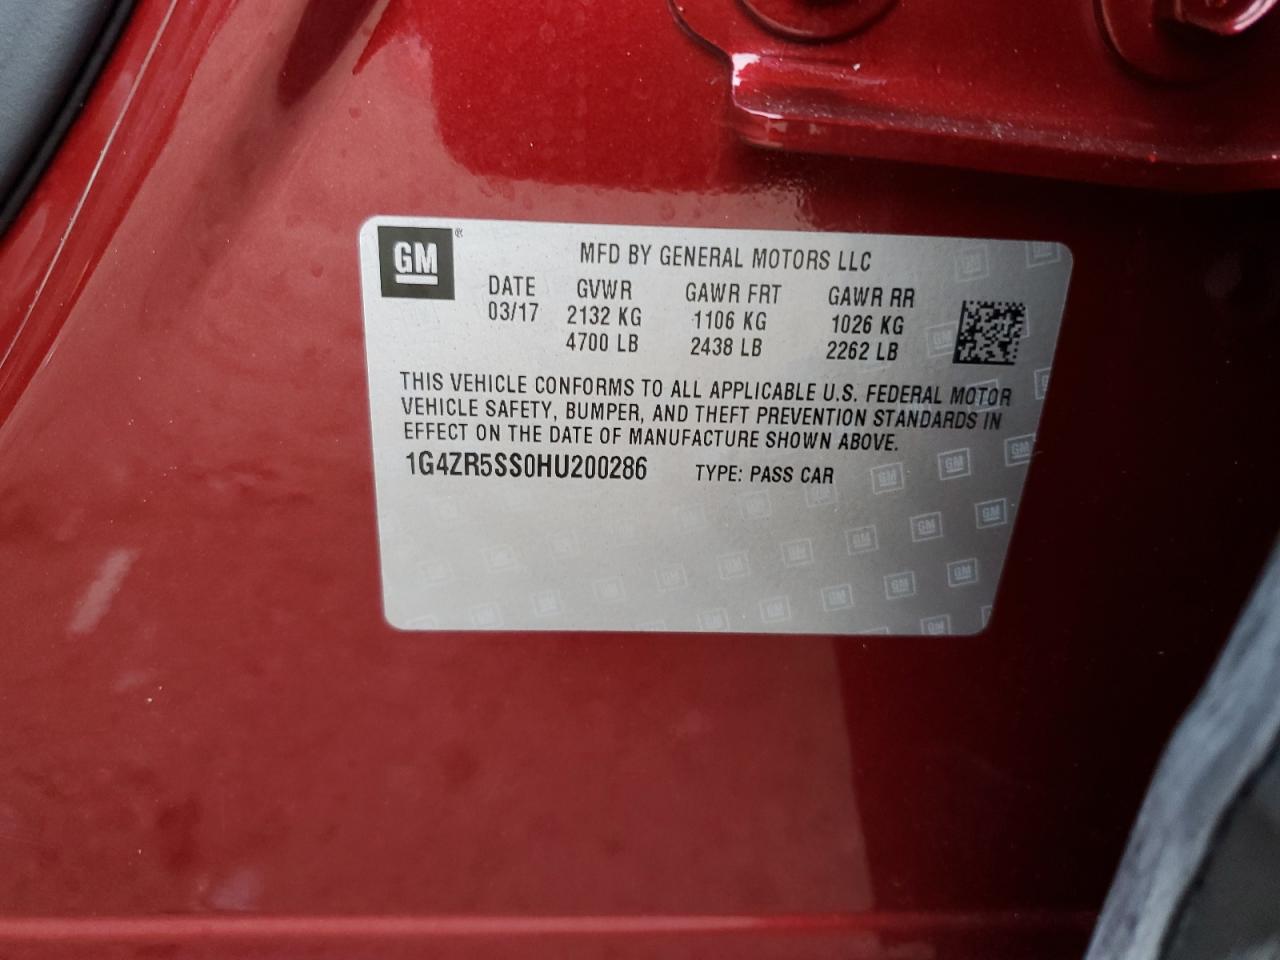 GM ®
MFD BY GENERAL MOTORS LLC
DATE GVWR GAWR FRT GAWR RR
03/17 2132 KG 1106 KG 1026 KG
4700 LB 2438 LB 2262 LB
THIS VEHICLE CONFORMS TO ALL APPLICABLE U.S. FEDERAL MOTOR
VEHICLE SAFETY, BUMPER, AND THEFT PREVENTION STANDARDS IN
EFFECT ON THE DATE OF MANUFACTURE SHOWN ABOVE.
1G4ZR5SS0HU200286 TYPE: PASS CAR